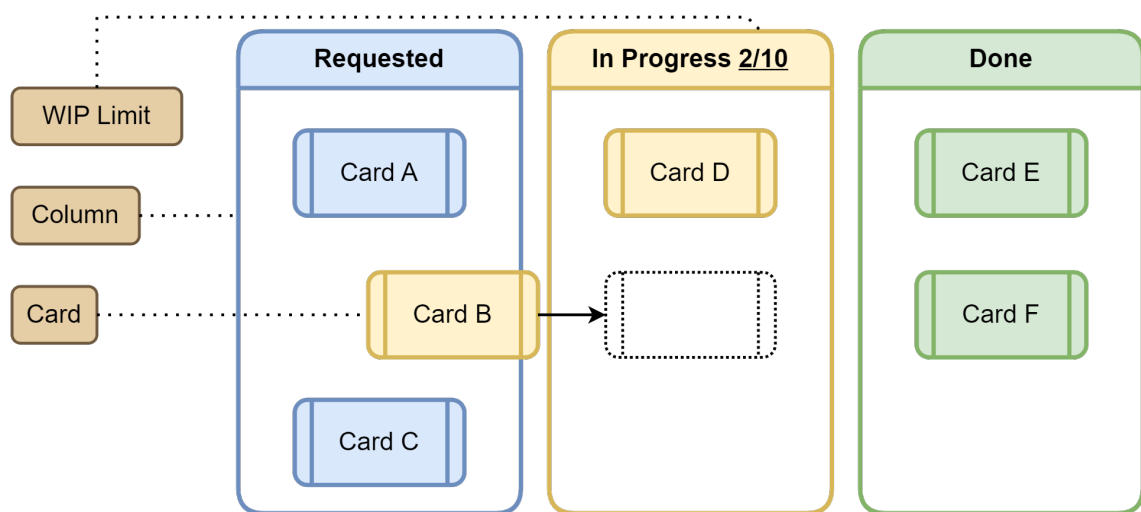 Requested
In Progress 2/10
Done
WIP Limit
Column
Card
Card A
Card D
Card E
Card B
Card F
Card C